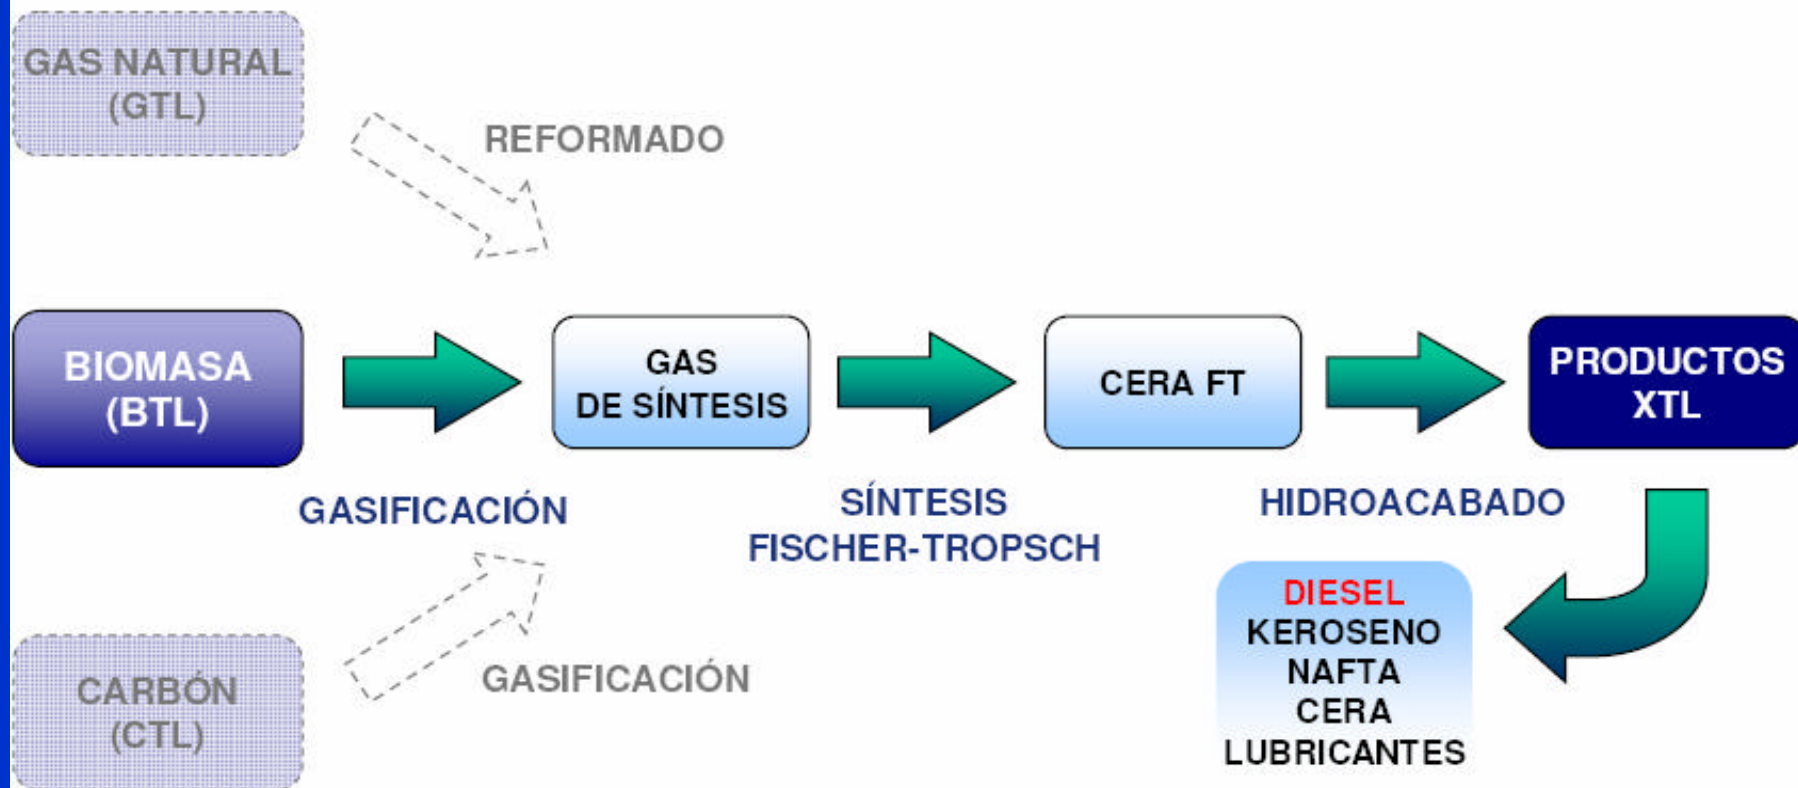 GAS NATURAL
(GTL)
REFORMADO
BIOMASA
(BTL)
GASIFICACIÓN
GAS
DE SÍNTESIS
SÍNTESIS
FISCHER-TROPSCH
CERA FT
HIDROACABADO
PRODUCTOS
XTL
DIESEL
KEROSENO
NAFTA
CERA
LUBRICANTES
CARBÓN
(CTL)
GASIFICACIÓN